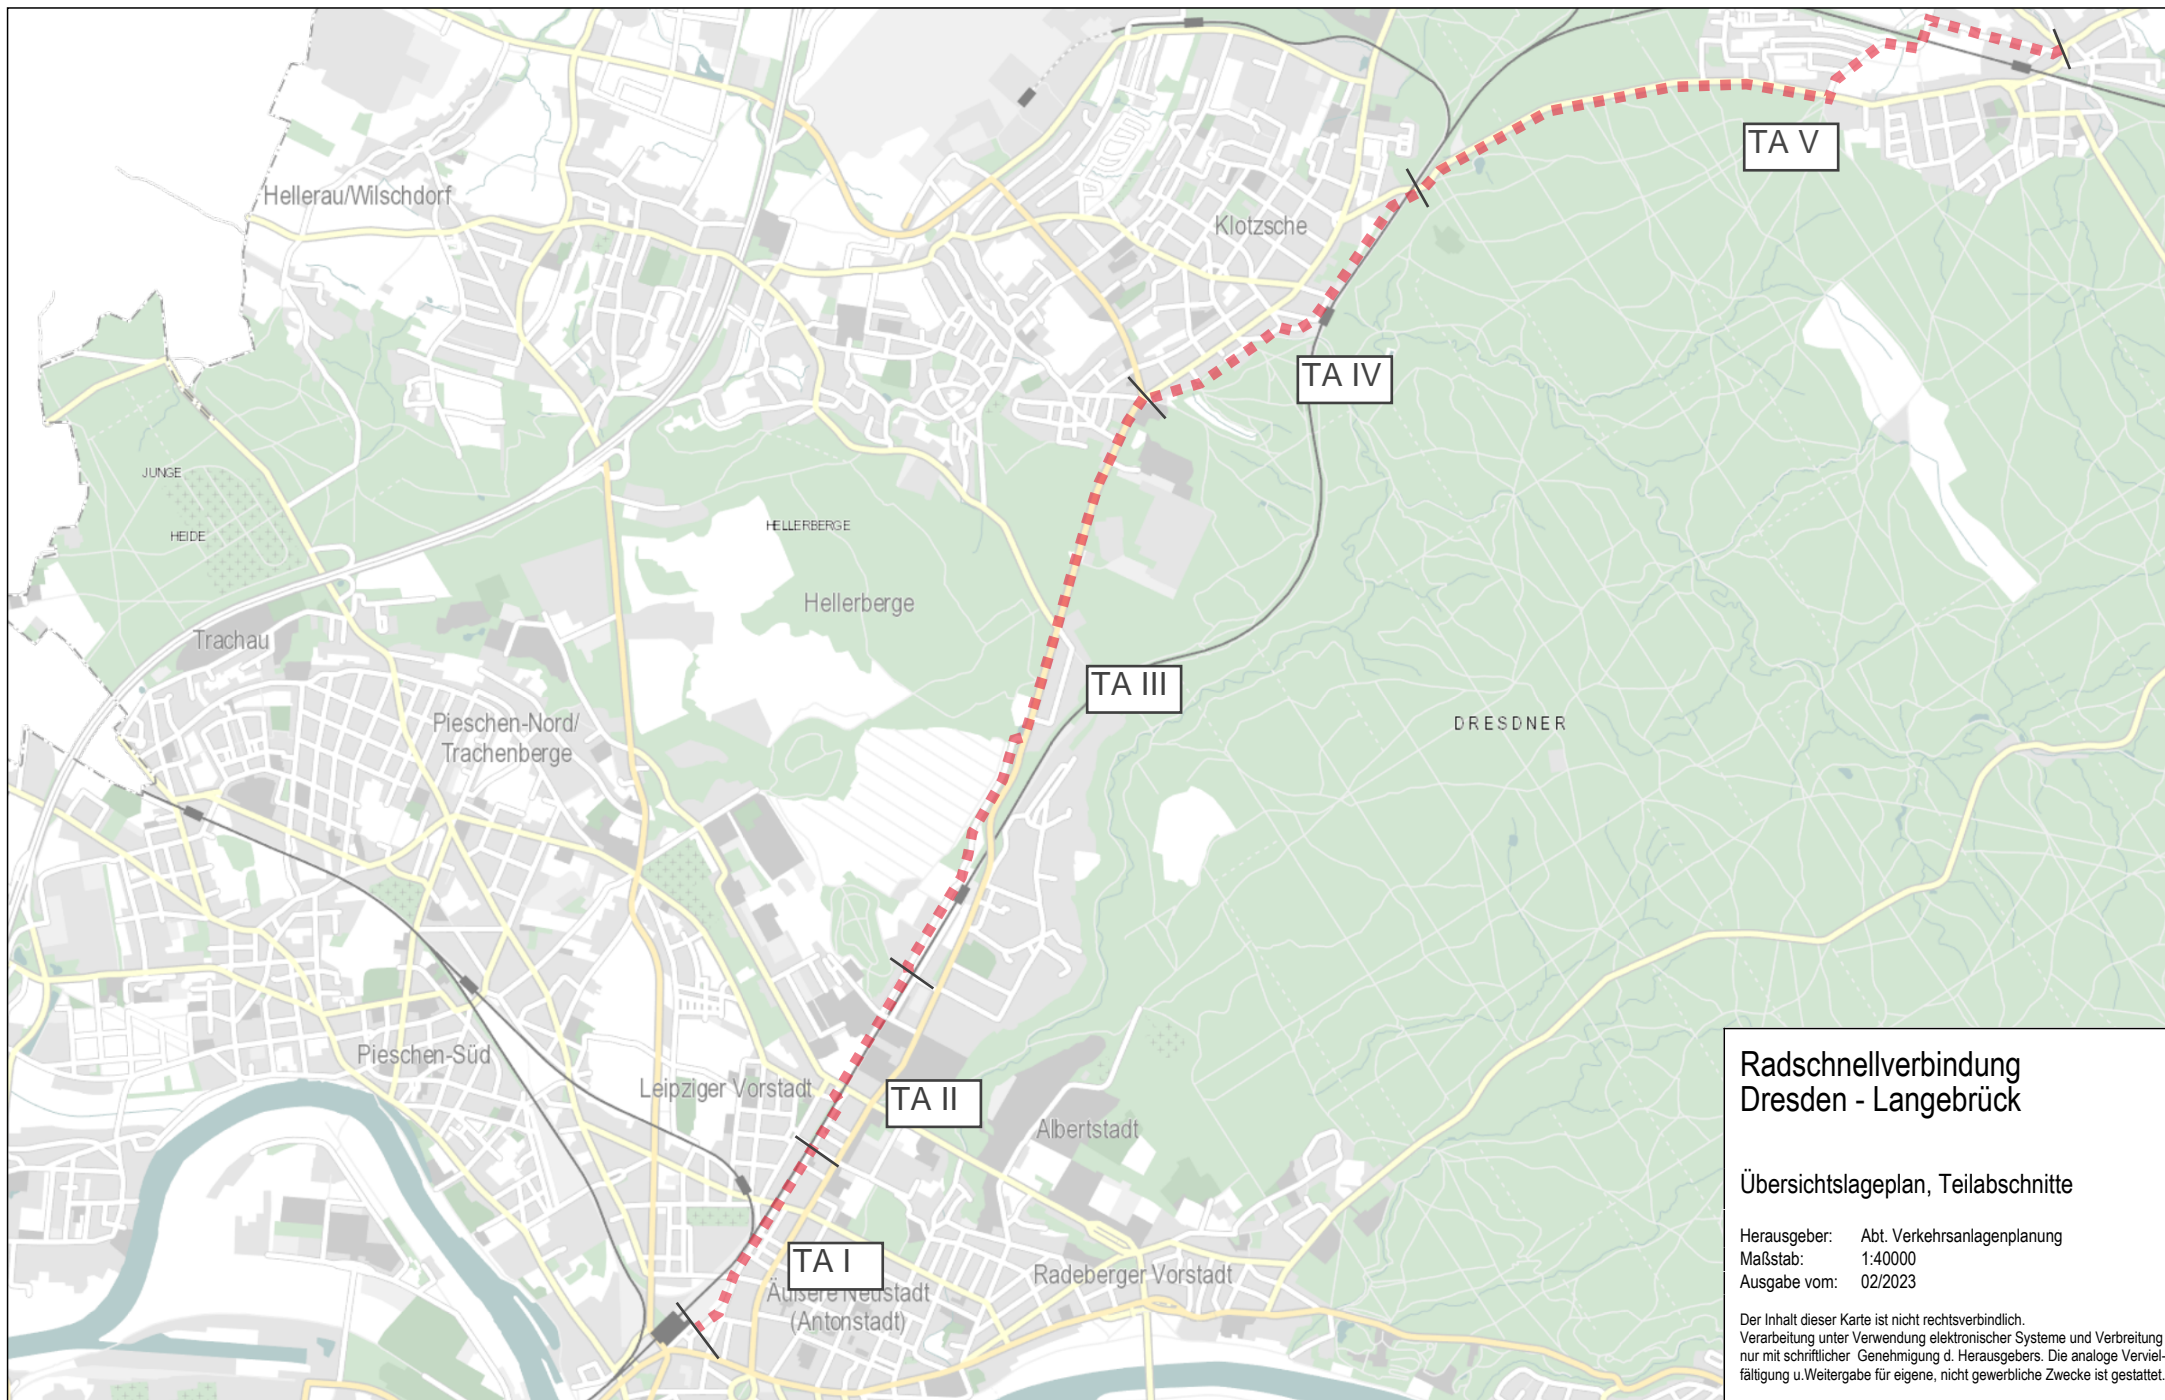 TA V
Hellerau/Wilschdorf
Klotzsche
TA IV
JUNGE
HEIDE
HELLERBERGE
Hellerberge
Trachau
TA III
Pieschen-Nord/
Trachenberge
DRESDNER
Pieschen-Süd
Leipziger Vorstadt
TA II
Albertstadt
TA I
Äußere Neustadt
(Antonstadt)
Radeberger Vorstadt
Radschnellverbindung
Dresden - Langebrück
Übersichtslageplan, Teilabschnitte
Herausgeber: Abt. Verkehrsanlagenplanung
Maßstab: 1:40000
Ausgabe vom: 02/2023
Der Inhalt dieser Karte ist nicht rechtsverbindlich.
Verarbeitung unter Verwendung elektronischer Systeme und Verbreitung
nur mit schriftlicher Genehmigung d. Herausgebers. Die analoge Verviel-
fältigung u.Weitergabe für eigene, nicht gewerbliche Zwecke ist gestattet.